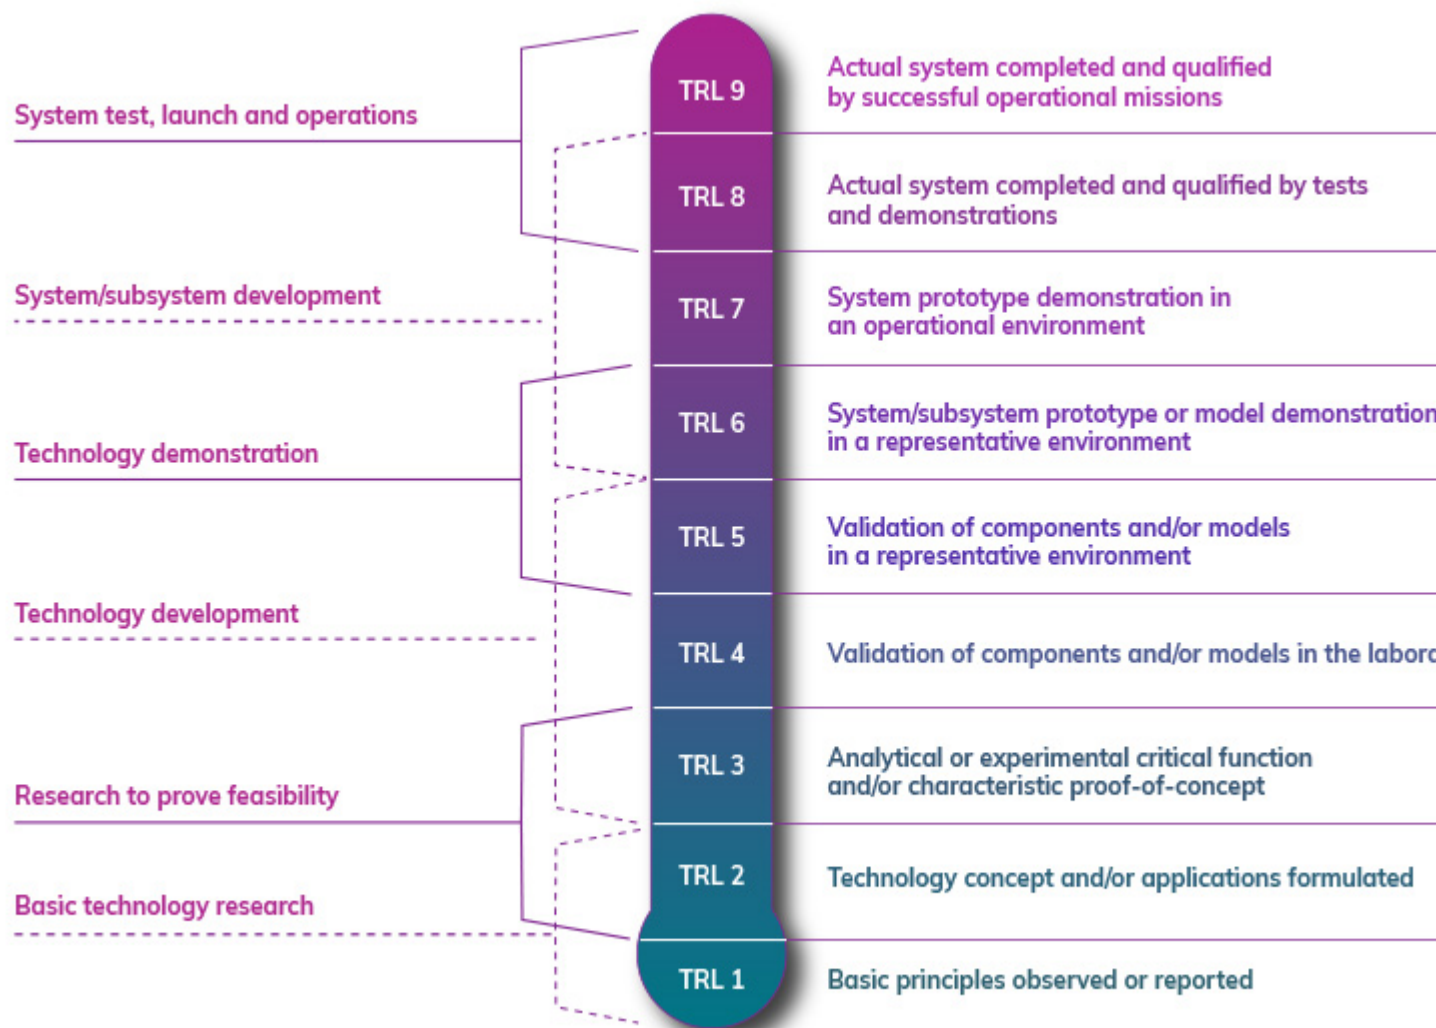 System test, launch and operations
System/subsystem development
Technology demonstration
Technology development
Research to prove feasibility
Basic technology research
TRL 9
Actual system completed and qualified
by successful operational missions
TRL 8
Actual system completed and qualified by tests
and demonstrations
TRL 7
System prototype demonstration in
an operational environment
TRL 6
System/subsystem prototype or model demonstration
in a representative environment
TRL 5
Validation of components and/or models
in a representative environment
TRL 4
Validation of components and/or models in the
TRL 3
Analytical or experimental critical function
and/or characteristic proof-of-concept
TRL 2
Technology concept and/or applications formulated
TRL 1
Basic principles observed or reported